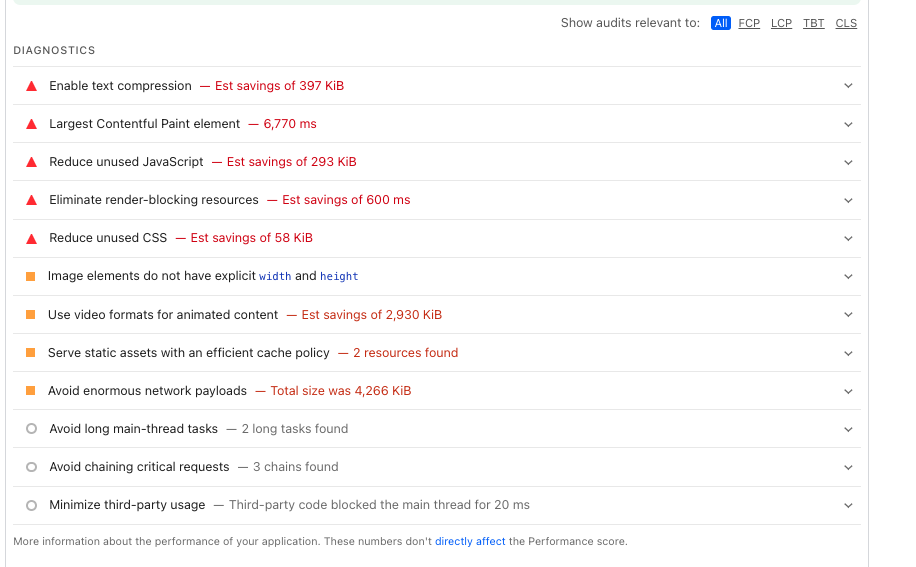 Show audits relevant to: All FCP LCP TBT CLS
DIAGNOSTICS
Enable text compression — Est savings of 397 KiB
Largest Contentful Paint element — 6,770 ms
Reduce unused JavaScript — Est savings of 293 KiB
Eliminate render-blocking resources — Est savings of 600 ms
Reduce unused CSS — Est savings of 58 KiB
Image elements do not have explicit width and height
Use video formats for animated content — Est savings of 2,930 KiB
Serve static assets with an efficient cache policy — 2 resources found
Avoid enormous network payloads — Total size was 4,266 KiB
Avoid long main-thread tasks — 2 long tasks found
Avoid chaining critical requests — 3 chains found
Minimize third-party usage — Third-party code blocked the main thread for 20 ms
More information about the performance of your application. These numbers don't directly affect the Performance score.